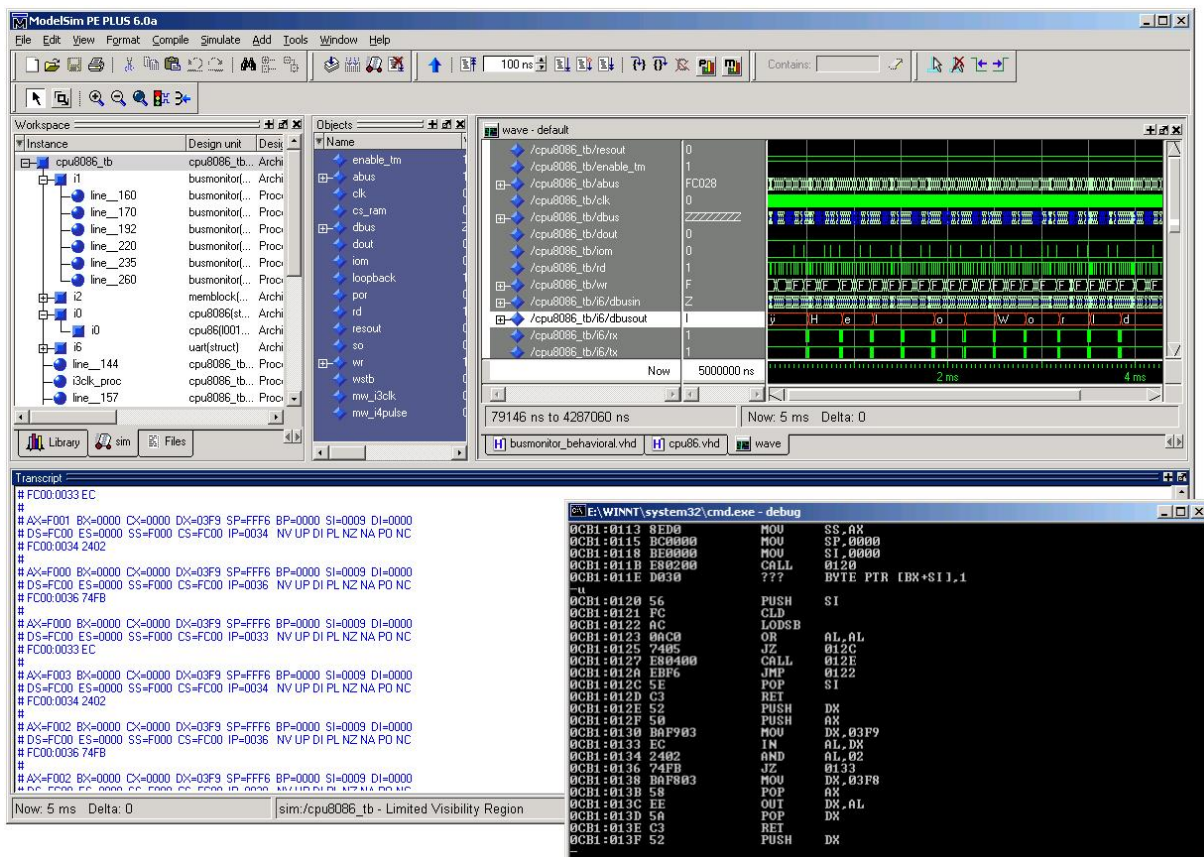 ModelSim PE PLUS 6.0a
File Edit View Format Compile Simulate Add Tools Window Help
100 ns
Contains:
Workspace
Instance Design unit
cpu8086_tb cpu8086_tb... Archi
i1 busmonitor(... Archi
line__160 busmonitor(... Proc
line__170 busmonitor(... Proc
line__192 busmonitor(... Proc
line__220 busmonitor(... Proc
line__235 busmonitor(... Proc
line__260 busmonitor(... Proc
i2 memblock(... Archi
i0 cpu8086(st... Archi
i0 cpu86(l001... Archi
i6 uart(struct) Archi
line__144 cpu8086_tb... Proc
i3clk_proc cpu8086_tb... Proc
line__157 cpu8086_tb... Proc
Library sim Files
Objects
Name
enable_tm
abus
clk
cs_ram
dbus
dout
iom
loopback
por
rd
resout
so
wr
wstb
mw_i3clk
mw_i4pulse
wave - default
/cpu8086_tb/resout 0
/cpu8086_tb/enable_tm 1
/cpu8086_tb/abus FC028
/cpu8086_tb/clk 0
/cpu8086_tb/dbus ZZZZZZZZ
/cpu8086_tb/dout 0
/cpu8086_tb/iom 0
/cpu8086_tb/rd 1
/cpu8086_tb/wr F
/cpu8086_tb/i6/dbusin Z
/cpu8086_tb/i6/dbusout l ÿ H e l o W o r l d
/cpu8086_tb/i6/rx 1
/cpu8086_tb/i6/tx 1
Now 5000000 ns 2 ms 4 ms
79146 ns to 4287060 ns Now: 5 ms Delta: 0
busmonitor_behavioral.vhd cpu86.vhd wave
Transcript
# FC00:0033 EC
#
# AX=F001 BX=0000 CX=0000 DX=03F9 SP=FFF6 BP=0000 SI=0009 DI=0000
# DS=FC00 ES=0000 SS=F000 CS=FC00 IP=0034 NV UP DI PL NZ NA PO NC
# FC00:0034 2402
#
# AX=F000 BX=0000 CX=0000 DX=03F9 SP=FFF6 BP=0000 SI=0009 DI=0000
# DS=FC00 ES=0000 SS=F000 CS=FC00 IP=0036 NV UP DI PL NZ NA PO NC
# FC00:0036 74FB
#
# AX=F000 BX=0000 CX=0000 DX=03F9 SP=FFF6 BP=0000 SI=0009 DI=0000
# DS=FC00 ES=0000 SS=F000 CS=FC00 IP=0033 NV UP DI PL NZ NA PO NC
# FC00:0033 EC
#
# AX=F003 BX=0000 CX=0000 DX=03F9 SP=FFF6 BP=0000 SI=0009 DI=0000
# DS=FC00 ES=0000 SS=F000 CS=FC00 IP=0034 NV UP DI PL NZ NA PO NC
# FC00:0034 2402
#
# AX=F002 BX=0000 CX=0000 DX=03F9 SP=FFF6 BP=0000 SI=0009 DI=0000
# DS=FC00 ES=0000 SS=F000 CS=FC00 IP=0036 NV UP DI PL NZ NA PO NC
# FC00:0036 74FB
#
# AX=F002 BX=0000 CX=0000 DX=03F9 SP=FFF6 BP=0000 SI=0009 DI=0000
Now: 5 ms Delta: 0 sim:/cpu8086_tb - Limited Visibility Region
E:\WINNT\system32\cmd.exe - debug
0CB1:0113 8ED0 MOV SS,AX
0CB1:0115 BC0000 MOV SP,0000
0CB1:0118 BE0000 MOV SI,0000
0CB1:011B E80200 CALL 0120
0CB1:011E D030 ??? BYTE PTR [BX+SI],1
-u
0CB1:0120 56 PUSH SI
0CB1:0121 FC CLD
0CB1:0122 AC LODSB
0CB1:0123 0AC0 OR AL,AL
0CB1:0125 7405 JZ 012C
0CB1:0127 E80400 CALL 012E
0CB1:012A EBF6 JMP 0122
0CB1:012C 5E POP SI
0CB1:012D C3 RET
0CB1:012E 52 PUSH DX
0CB1:012F 50 PUSH AX
0CB1:0130 BAF903 MOV DX,03F9
0CB1:0133 EC IN AL,DX
0CB1:0134 2402 AND AL,02
0CB1:0136 74FB JZ 0133
0CB1:0138 BAF803 MOV DX,03F8
0CB1:013B 58 POP AX
0CB1:013C EE OUT DX,AL
0CB1:013D 5A POP DX
0CB1:013E C3 RET
0CB1:013F 52 PUSH DX